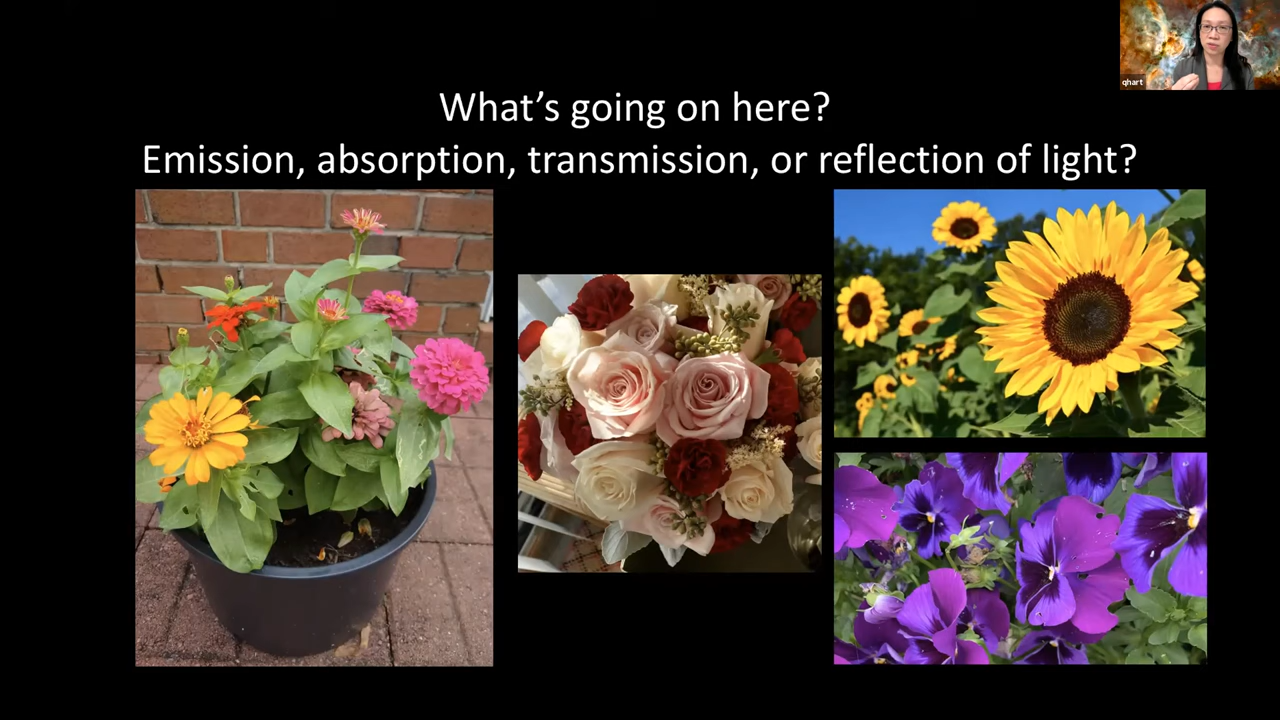 What’s going on here?
Emission, absorption, transmission, or reflection of light?
qhart